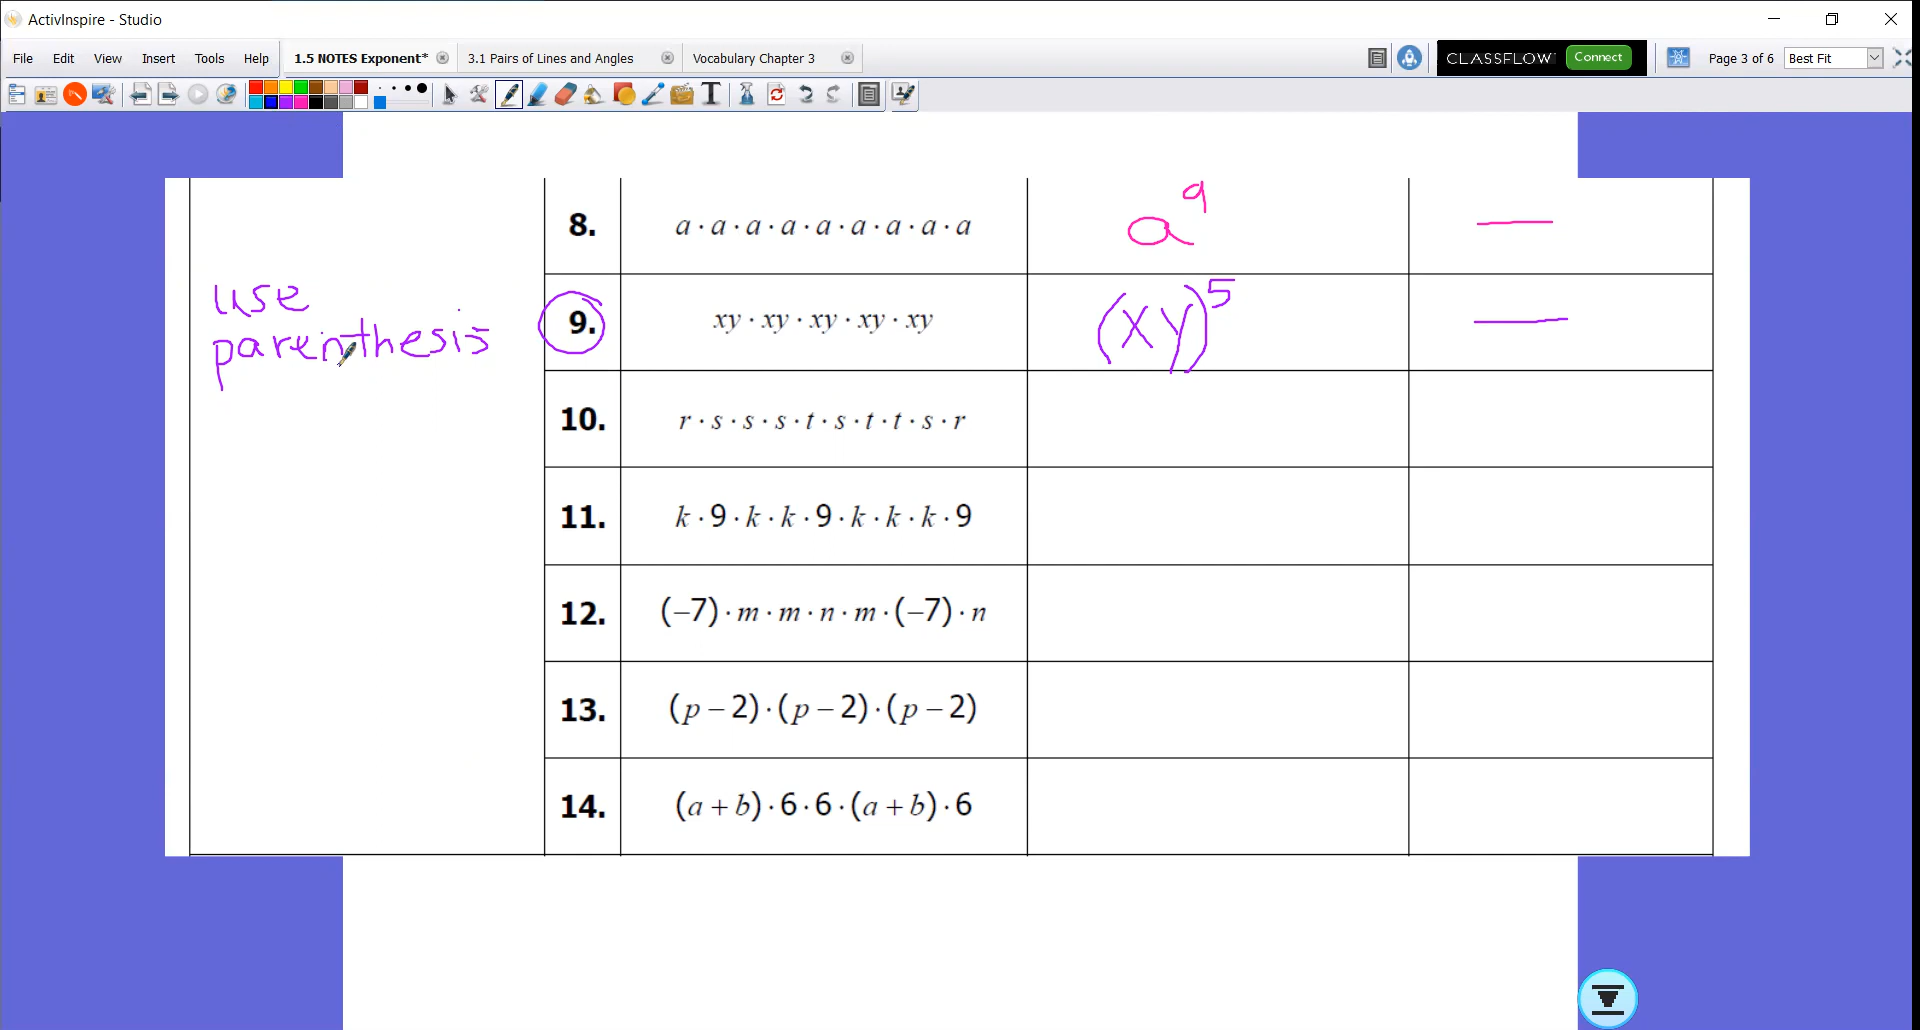 ActivInspire - Studio
File Edit View Insert Tools Help 1.5 NOTES Exponent* 3.1 Pairs of Lines and Angles Vocabulary Chapter 3 CLASSFLOW Connect Page 3 of 6 Best Fit
8. a · a · a · a · a · a · a · a · a a⁹ —
use
parenthesis
9. xy · xy · xy · xy · xy (xy)⁵ —
10. r · s · s · s · t · s · t · t · s · r
11. k · 9 · k · k · 9 · k · k · k · 9
12. (−7) · m · m · n · m · (−7) · n
13. (p − 2) · (p − 2) · (p − 2)
14. (a + b) · 6 · 6 · (a + b) · 6